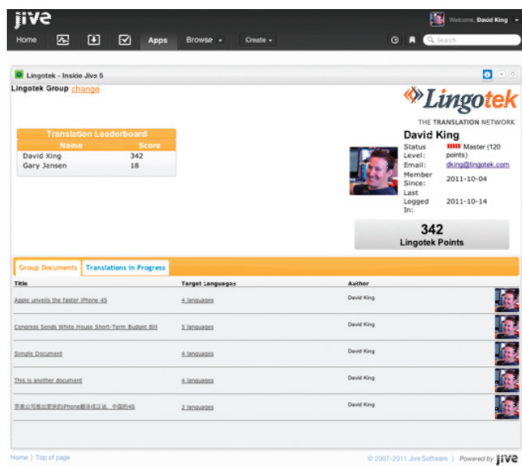 jive
Welcome, David King
Home Apps Browse Create Search
Lingotek - Inside Jive 5
Lingotek Group change
Lingotek
THE TRANSLATION NETWORK
Translation Leaderboard
Name Score
David King 342
Gary Jensen 18
David King
Status Level: Master (120 points)
Email: dking@lingotek.com
Member Since: 2011-10-04
Last Logged In: 2011-10-14
342
Lingotek Points
Group Documents Translations in Progress
Title Target Languages Author
Apple unveils the faster iPhone 4S 4 languages David King
Congress Sends White House Short-Term Budget Bill 5 languages David King
Simple Document 4 languages David King
This is another document 4 languages David King
2 languages David King
Home | Top of page
© 2007-2011 Jive Software | Powered by jive